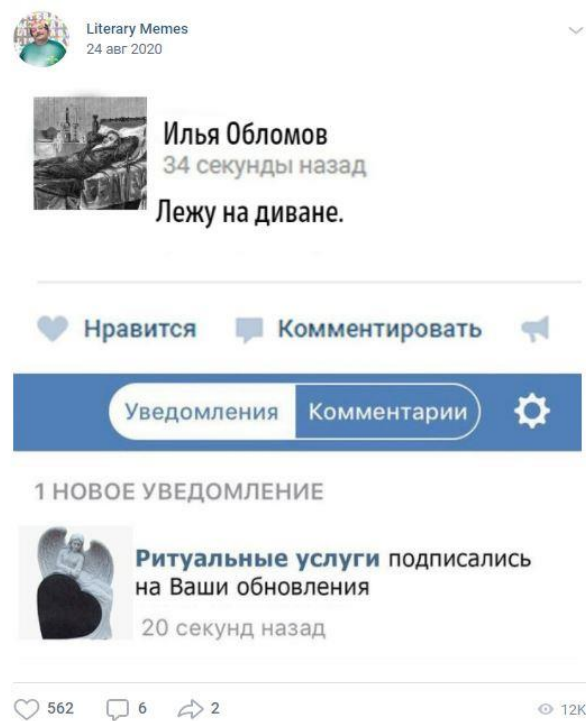 Literary Memes
24 авг 2020
Илья Обломов
34 секунды назад
Лежу на диване.
Нравится Комментировать
Уведомления Комментарии
1 НОВОЕ УВЕДОМЛЕНИЕ
Ритуальные услуги подписались
на Ваши обновления
20 секунд назад
562 6 2 12K